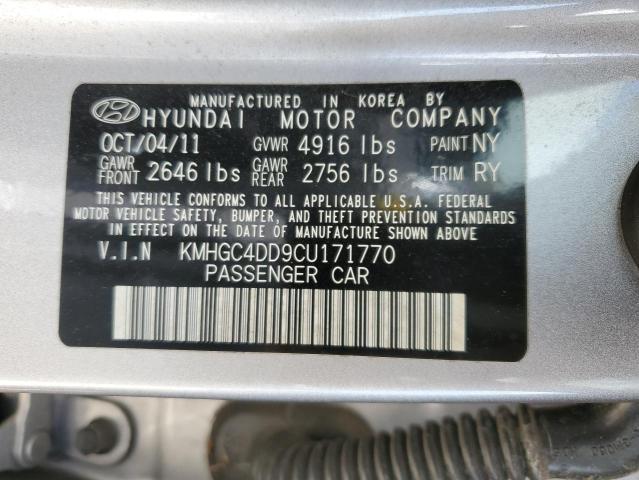 MANUFACTURED IN KOREA BY
HYUNDAI MOTOR COMPANY
OCT/04/11 GVWR 4916 lbs PAINT NY
GAWR FRONT 2646 lbs GAWR REAR 2756 lbs TRIM RY
THIS VEHICLE CONFORMS TO ALL APPLICABLE U.S.A. FEDERAL
MOTOR VEHICLE SAFETY, BUMPER, AND THEFT PREVENTION STANDARDS
IN EFFECT ON THE DATE OF MANUFACTURE SHOWN ABOVE.
V.I.N KMHGC4DD9CU171770
PASSENGER CAR